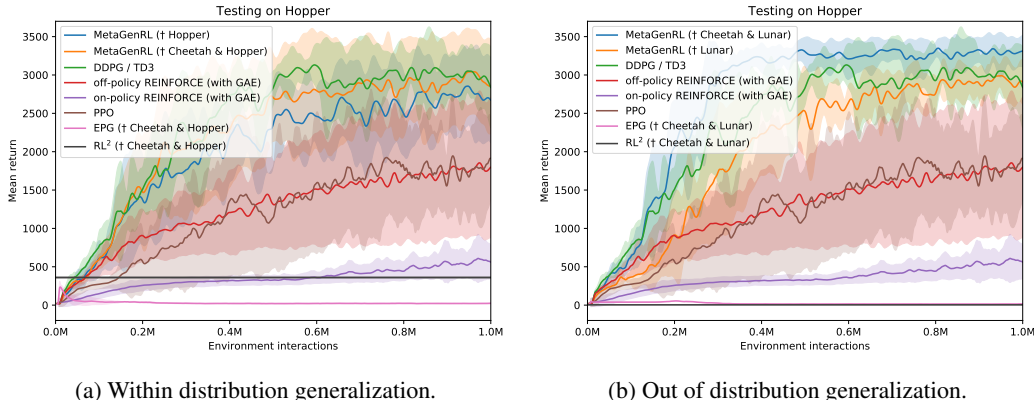 Testing on Hopper
3500
3000
2500
2000
1500
1000
500
0
Mean return
MetaGenRL († Hopper)
MetaGenRL († Cheetah & Hopper)
DDPG / TD3
off-policy REINFORCE (with GAE)
on-policy REINFORCE (with GAE)
PPO
EPG († Cheetah & Hopper)
RL² († Cheetah & Hopper)
0.0M 0.2M 0.4M 0.6M 0.8M 1.0M
Environment interactions
(a) Within distribution generalization.
Testing on Hopper
3500
3000
2500
2000
1500
1000
500
0
Mean return
MetaGenRL († Cheetah & Lunar)
MetaGenRL († Lunar)
DDPG / TD3
off-policy REINFORCE (with GAE)
on-policy REINFORCE (with GAE)
PPO
EPG († Cheetah & Lunar)
RL² († Cheetah & Lunar)
0.0M 0.2M 0.4M 0.6M 0.8M 1.0M
Environment interactions
(b) Out of distribution generalization.